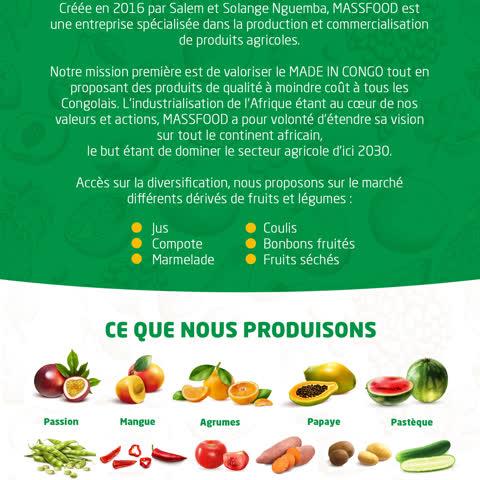 Créée en 2016 par Salem et Solange Nguemba, MASSFOOD est
une entreprise spécialisée dans la production et commercialisation
de produits agricoles.
Notre mission première est de valoriser le MADE IN CONGO tout en
proposant des produits de qualité à moindre coût à tous les
Congolais. L'industrialisation de l'Afrique étant au cœur de nos
valeurs et actions, MASSFOOD a pour volonté d'étendre sa vision
sur tout le continent africain,
le but étant de dominer le secteur agricole d'ici 2030.
Accès sur la diversification, nous proposons sur le marché
différents dérivés de fruits et légumes :
Jus
Compote
Marmelade
Coulis
Bonbons fruités
Fruits séchés
CE QUE NOUS PRODUISONS
Passion
Mangue
Agrumes
Papaye
Pastèque